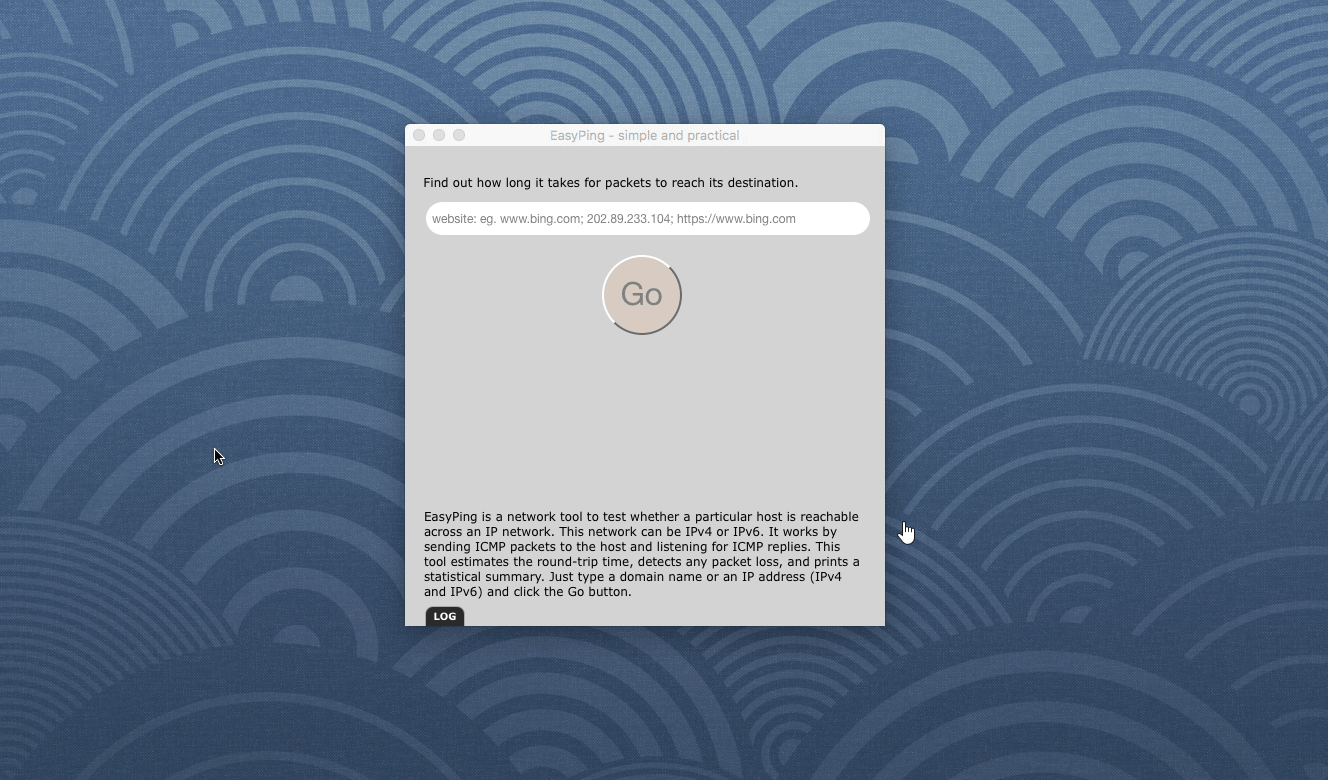 EasyPing - simple and practical
Find out how long it takes for packets to reach its destination.
website: eg. www.bing.com; 202.89.233.104; https://www.bing.com
Go
EasyPing is a network tool to test whether a particular host is reachable
across an IP network. This network can be IPv4 or IPv6. It works by
sending ICMP packets to the host and listening for ICMP replies. This
tool estimates the round-trip time, detects any packet loss, and prints a
statistical summary. Just type a domain name or an IP address (IPv4
and IPv6) and click the Go button.
LOG